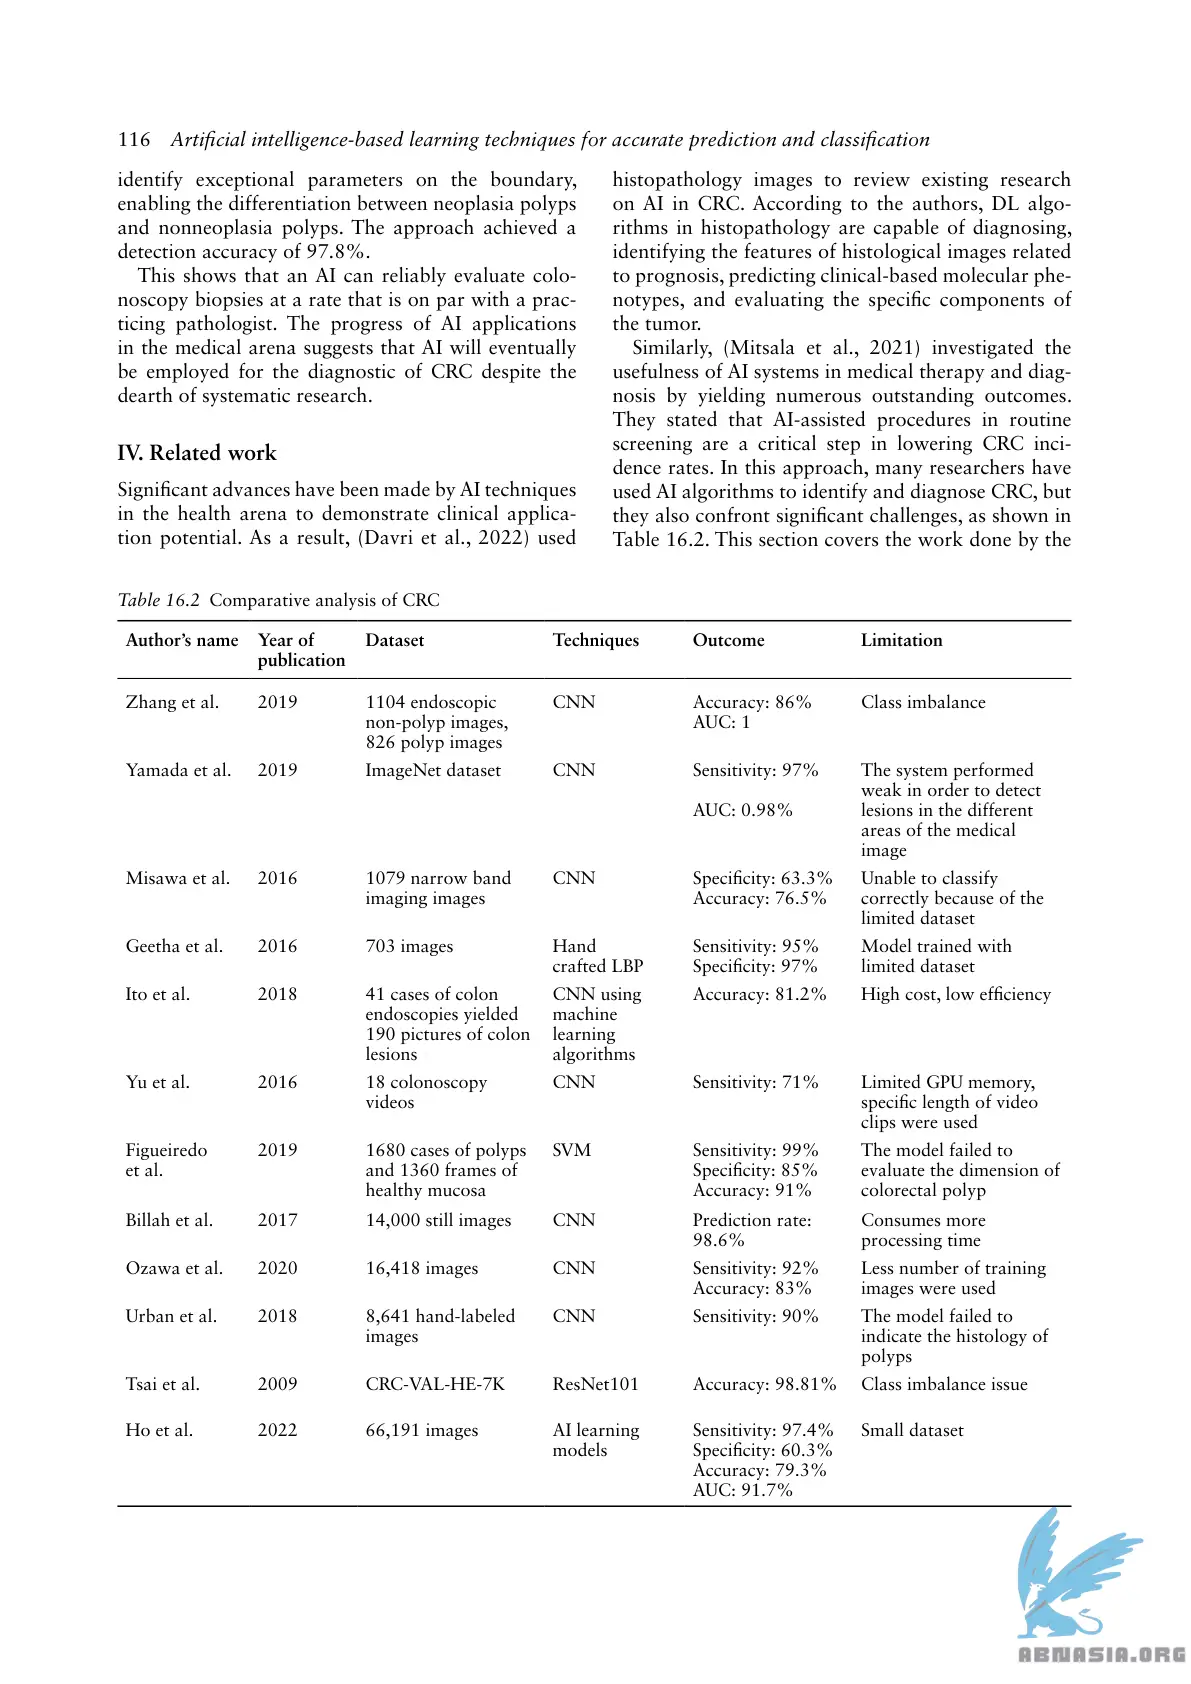 116 Artificial intelligence-based learning techniques for accurate prediction and classification
identify exceptional parameters on the boundary,
enabling the differentiation between neoplasia polyps
and nonneoplasia polyps. The approach achieved a
detection accuracy of 97.8%.
This shows that an AI can reliably evaluate colo-
noscopy biopsies at a rate that is on par with a prac-
ticing pathologist. The progress of AI applications
in the medical arena suggests that AI will eventually
be employed for the diagnostic of CRC despite the
dearth of systematic research.
IV. Related work
Significant advances have been made by AI techniques
in the health arena to demonstrate clinical applica-
tion potential. As a result, (Davri et al., 2022) used
histopathology images to review existing research
on AI in CRC. According to the authors, DL algo-
rithms in histopathology are capable of diagnosing,
identifying the features of histological images related
to prognosis, predicting clinical-based molecular phe-
notypes, and evaluating the specific components of
the tumor.
Similarly, (Mitsala et al., 2021) investigated the
usefulness of AI systems in medical therapy and diag-
nosis by yielding numerous outstanding outcomes.
They stated that AI-assisted procedures in routine
screening are a critical step in lowering CRC inci-
dence rates. In this approach, many researchers have
used AI algorithms to identify and diagnose CRC, but
they also confront significant challenges, as shown in
Table 16.2. This section covers the work done by the
Table 16.2 Comparative analysis of CRC
Author's name Year of Dataset Techniques Outcome Limitation
publication
Zhang et al. 2019 1104 endoscopic CNN Accuracy: 86% Class imbalance
non-polyp images, AUC: 1
826 polyp images
Yamada et al. 2019 ImageNet dataset CNN Sensitivity: 97% The system performed
weak in order to detect
AUC: 0.98% lesions in the different
areas of the medical
image
Misawa et al. 2016 1079 narrow band CNN Specificity: 63.3% Unable to classify
imaging images Accuracy: 76.5% correctly because of the
limited dataset
Geetha et al. 2016 703 images Hand Sensitivity: 95% Model trained with
crafted LBP Specificity: 97% limited dataset
Ito et al. 2018 41 cases of colon CNN using Accuracy: 81.2% High cost, low efficiency
endoscopies yielded machine
190 pictures of colon learning
lesions algorithms
Yu et al. 2016 18 colonoscopy CNN Sensitivity: 71% Limited GPU memory,
videos specific length of video
clips were used
Figueiredo 2019 1680 cases of polyps SVM Sensitivity: 99% The model failed to
et al. and 1360 frames of Specificity: 85% evaluate the dimension of
healthy mucosa Accuracy: 91% colorectal polyp
Billah et al. 2017 14,000 still images CNN Prediction rate: Consumes more
98.6% processing time
Ozawa et al. 2020 16,418 images CNN Sensitivity: 92% Less number of training
Accuracy: 83% images were used
Urban et al. 2018 8,641 hand-labeled CNN Sensitivity: 90% The model failed to
images indicate the histology of
polyps
Tsai et al. 2009 CRC-VAL-HE-7K ResNet101 Accuracy: 98.81% Class imbalance issue
Ho et al. 2022 66,191 images AI learning Sensitivity: 97.4% Small dataset
models Specificity: 60.3%
Accuracy: 79.3%
AUC: 91.7%
ABNASIA.ORG